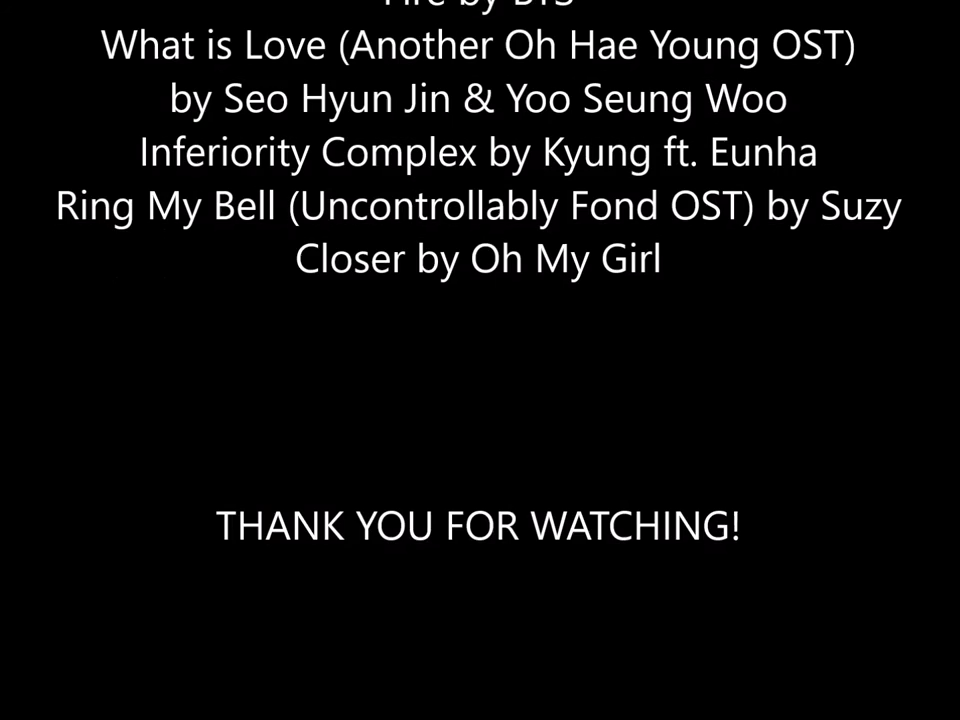 Fire by BTS
What is Love (Another Oh Hae Young OST)
by Seo Hyun Jin & Yoo Seung Woo
Inferiority Complex by Kyung ft. Eunha
Ring My Bell (Uncontrollably Fond OST) by Suzy
Closer by Oh My Girl
THANK YOU FOR WATCHING!